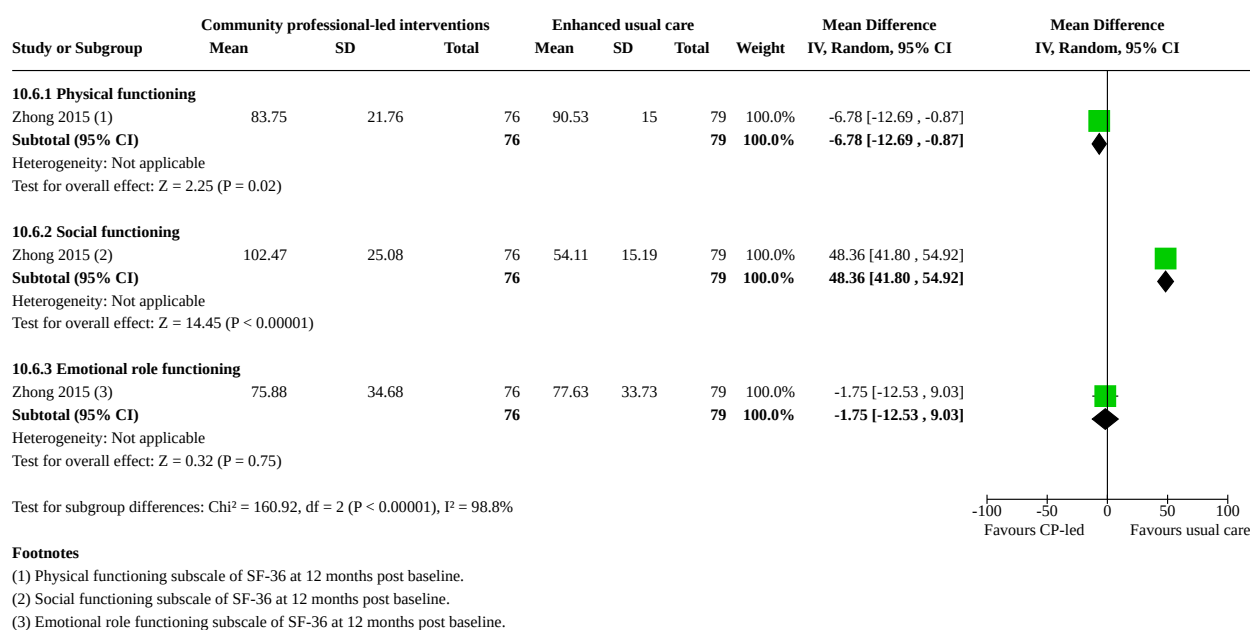 Community professional-led interventions Enhanced usual care Mean Difference Mean Difference
Study or Subgroup Mean SD Total Mean SD Total Weight IV, Random, 95% CI IV, Random, 95% CI
10.6.1 Physical functioning
Zhong 2015 (1) 83.75 21.76 76 90.53 15 79 100.0% -6.78 [-12.69 , -0.87]
Subtotal (95% CI) 76 79 100.0% -6.78 [-12.69 , -0.87]
Heterogeneity: Not applicable
Test for overall effect: Z = 2.25 (P = 0.02)
10.6.2 Social functioning
Zhong 2015 (2) 102.47 25.08 76 54.11 15.19 79 100.0% 48.36 [41.80 , 54.92]
Subtotal (95% CI) 76 79 100.0% 48.36 [41.80 , 54.92]
Heterogeneity: Not applicable
Test for overall effect: Z = 14.45 (P < 0.00001)
10.6.3 Emotional role functioning
Zhong 2015 (3) 75.88 34.68 76 77.63 33.73 79 100.0% -1.75 [-12.53 , 9.03]
Subtotal (95% CI) 76 79 100.0% -1.75 [-12.53 , 9.03]
Heterogeneity: Not applicable
Test for overall effect: Z = 0.32 (P = 0.75)
Test for subgroup differences: Chi² = 160.92, df = 2 (P < 0.00001), I² = 98.8%
-100 -50 0 50 100
Favours CP-led Favours usual care
Footnotes
(1) Physical functioning subscale of SF-36 at 12 months post baseline.
(2) Social functioning subscale of SF-36 at 12 months post baseline.
(3) Emotional role functioning subscale of SF-36 at 12 months post baseline.